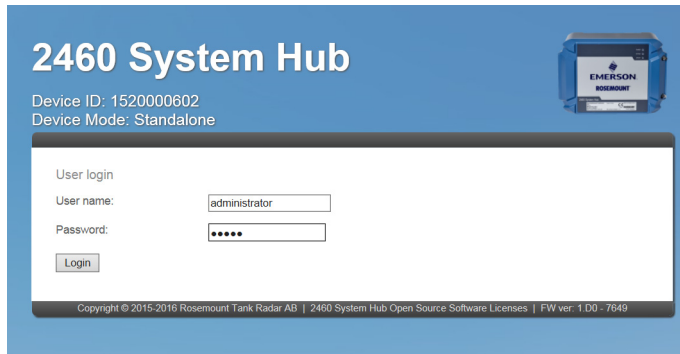 2460 System Hub
EMERSON
ROSEMOUNT
Device ID: 1520000602
Device Mode: Standalone
User login
User name:
administrator
Password:
●●●●●
Login
Copyright © 2015-2016 Rosemount Tank Radar AB | 2460 System Hub Open Source Software Licenses | FW ver: 1.D0 - 7649